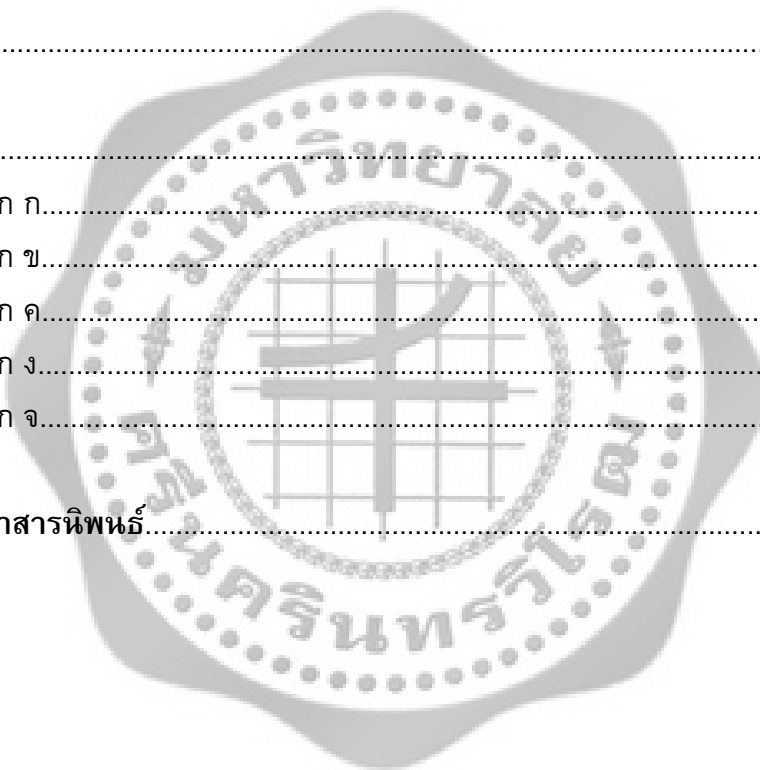 ................................................................................
................................................................................
ก ก................................................................................
ก ข................................................................................
ก ค................................................................................
ก ง................................................................................
ก จ................................................................................
าสารนิพนธ์................................................................................
มหาวิทยาลัย
ศรีนครินทรวิโรฒ